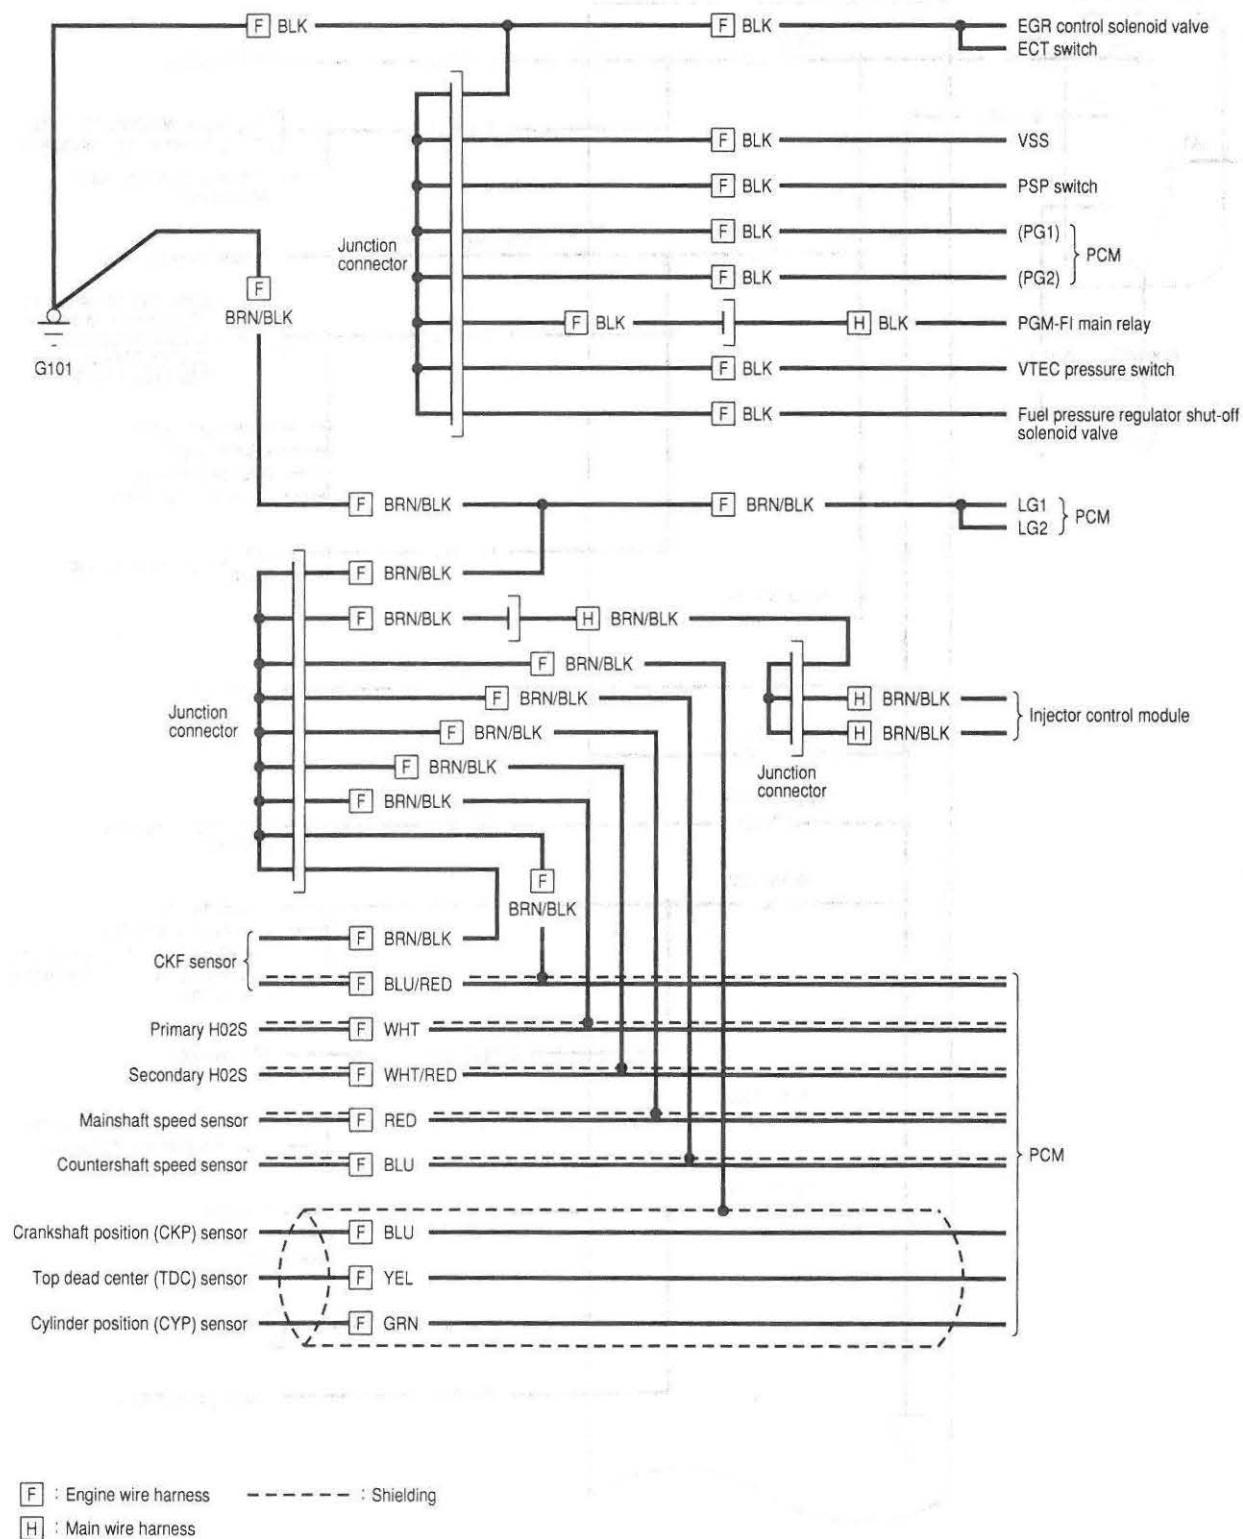 F BLK F BLK EGR control solenoid valve
ECT switch
F BLK VSS
F BLK PSP switch
Junction
connector
F BLK (PG1)
PCM
F BLK (PG2)
F
BRN/BLK
G101
F BLK H BLK PGM-FI main relay
F BLK VTEC pressure switch
F BLK Fuel pressure regulator shut-off
solenoid valve
F BRN/BLK F BRN/BLK LG1
LG2
PCM
F BRN/BLK
F BRN/BLK H BRN/BLK
F BRN/BLK
F BRN/BLK H BRN/BLK
Junction
connector
Injector control module
F BRN/BLK H BRN/BLK
F BRN/BLK
Junction
connector
F BRN/BLK
F
BRN/BLK
F BRN/BLK
CKF sensor
F BLU/RED
Primary H02S F WHT
Secondary H02S F WHT/RED
Mainshaft speed sensor F RED
Countershaft speed sensor F BLU
PCM
Crankshaft position (CKP) sensor F BLU
Top dead center (TDC) sensor F YEL
Cylinder position (CYP) sensor F GRN
F : Engine wire harness : Shielding
H : Main wire harness